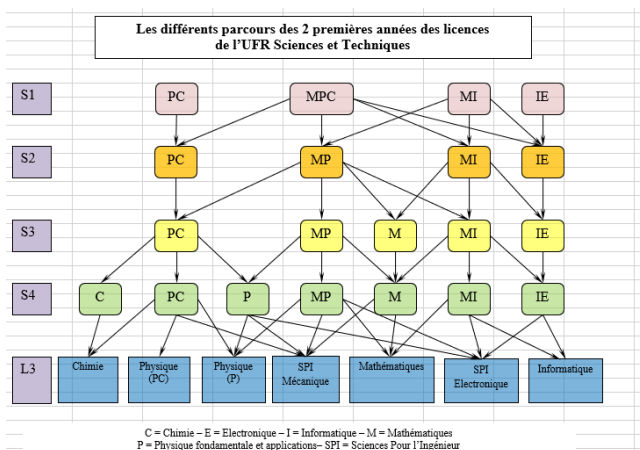 Les différents parcours des 2 premières années des licences
de l'UFR Sciences et Techniques
S1
PC
MPC
MI
IE
S2
PC
MP
MI
IE
S3
PC
MP
M
MI
IE
S4
C
PC
P
MP
M
MI
IE
L3
Chimie
Physique
(PC)
Physique
(P)
SPI
Mécanique
Mathématiques
SPI
Electronique
Informatique
C = Chimie – E = Electronique – I = Informatique – M = Mathématiques
P = Physique fondamentale et applications– SPI = Sciences Pour l'Ingénieur